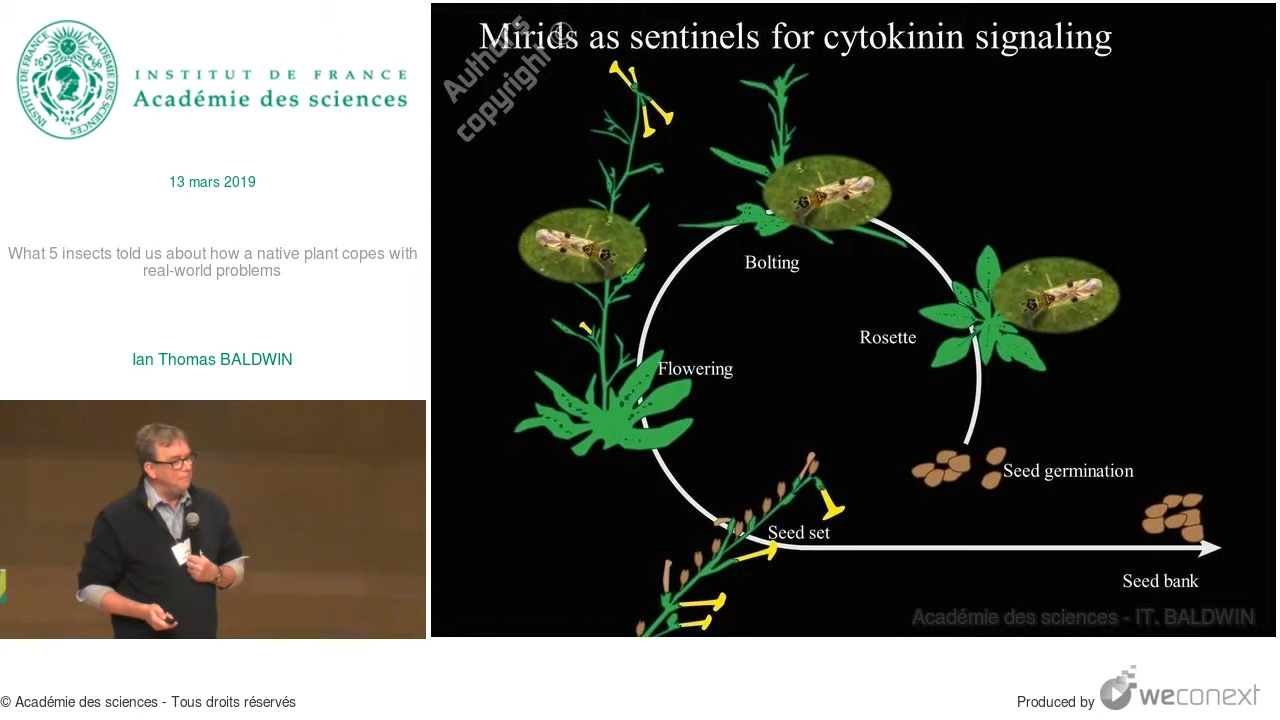 INSTITUT DE FRANCE
Académie des sciences
13 mars 2019
What 5 insects told us about how a native plant copes with
real-world problems
Ian Thomas BALDWIN
Mirids as sentinels for cytokinin signaling
Authors
copyright
Bolting
Rosette
Flowering
Seed germination
Seed set
Seed bank
Académie des sciences - IT. BALDWIN
© Académie des sciences - Tous droits réservés
Produced by weconext